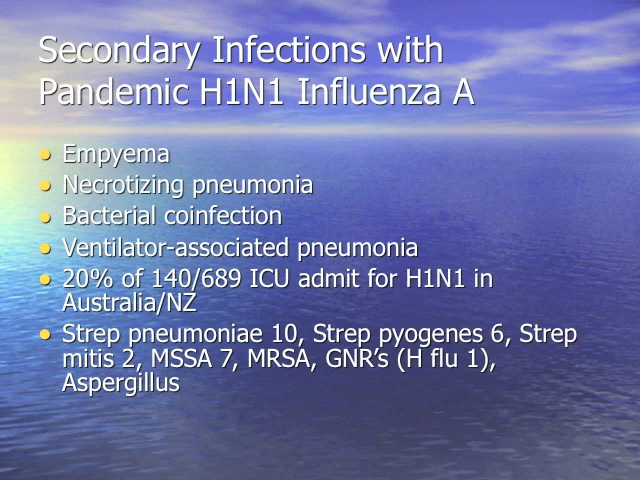 Secondary Infections with
Pandemic H1N1 Influenza A
• Empyema
• Necrotizing pneumonia
• Bacterial coinfection
• Ventilator-associated pneumonia
• 20% of 140/689 ICU admit for H1N1 in
Australia/NZ
• Strep pneumoniae 10, Strep pyogenes 6, Strep
mitis 2, MSSA 7, MRSA, GNR's (H flu 1),
Aspergillus